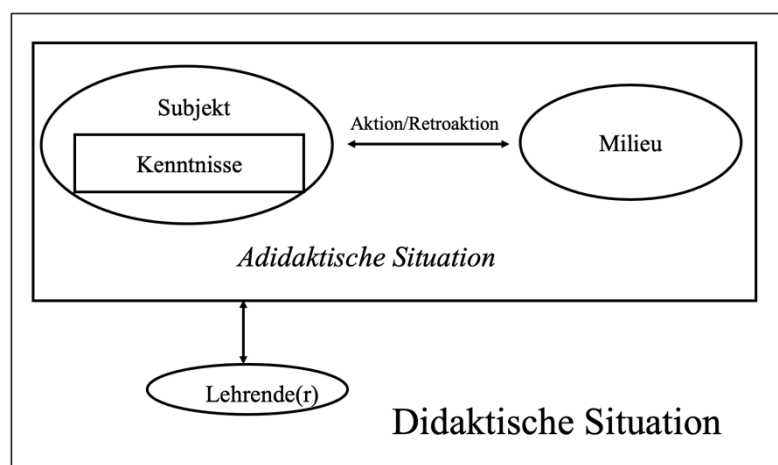 Subjekt
Kenntnisse
Aktion/Retroaktion
Milieu
Adidaktische Situation
Lehrende(r)
Didaktische Situation